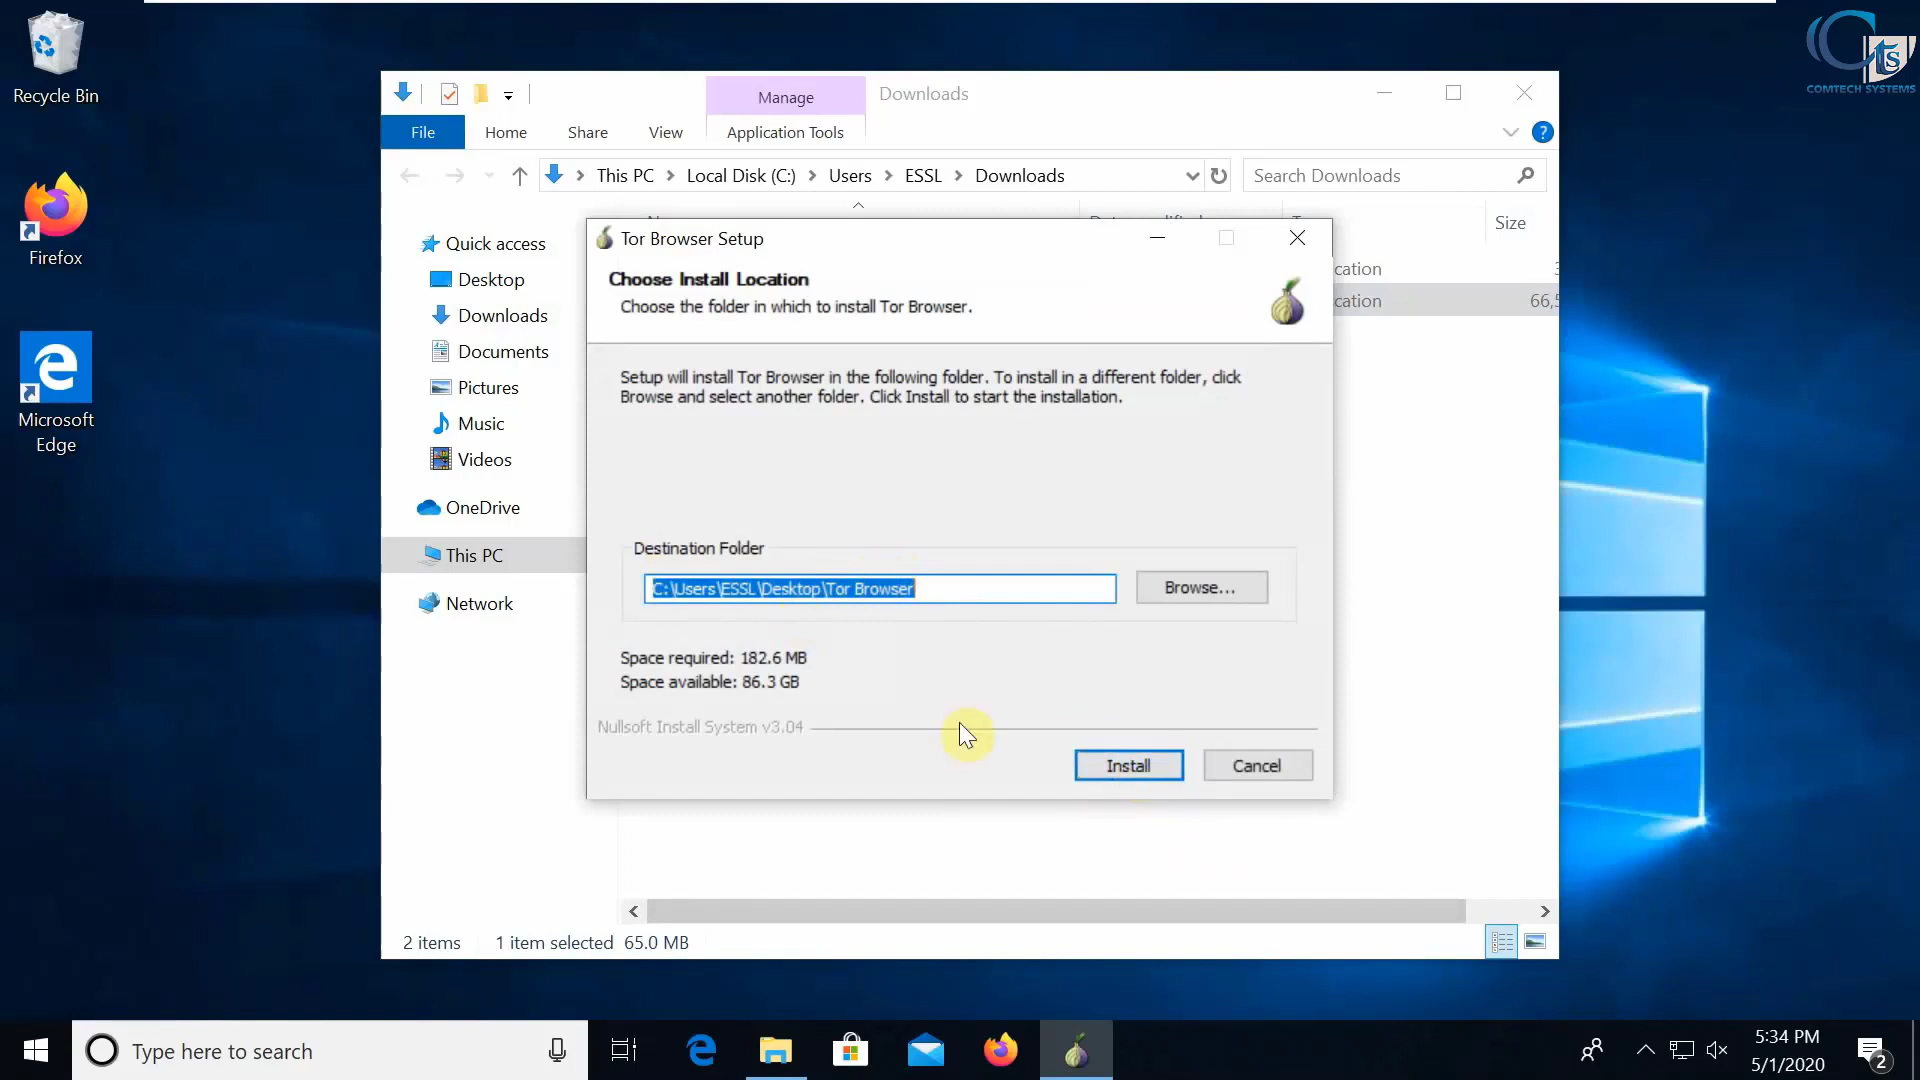 Recycle Bin
Firefox
Microsoft
Edge
COMTECH SYSTEMS
Manage
Downloads
File
Home
Share
View
Application Tools
This PC
Local Disk (C:)
Users
ESSL
Downloads
Search Downloads
Size
Quick access
Desktop
Downloads
Documents
Pictures
Music
Videos
OneDrive
This PC
Network
cation
cation
66,5
Tor Browser Setup
Choose Install Location
Choose the folder in which to install Tor Browser.
Setup will install Tor Browser in the following folder. To install in a different folder, click
Browse and select another folder. Click Install to start the installation.
Destination Folder
C:\Users\ESSL\Desktop\Tor Browser
Browse...
Space required: 182.6 MB
Space available: 86.3 GB
Nullsoft Install System v3.04
Install
Cancel
2 items
1 item selected 65.0 MB
Type here to search
5:34 PM
5/1/2020
2